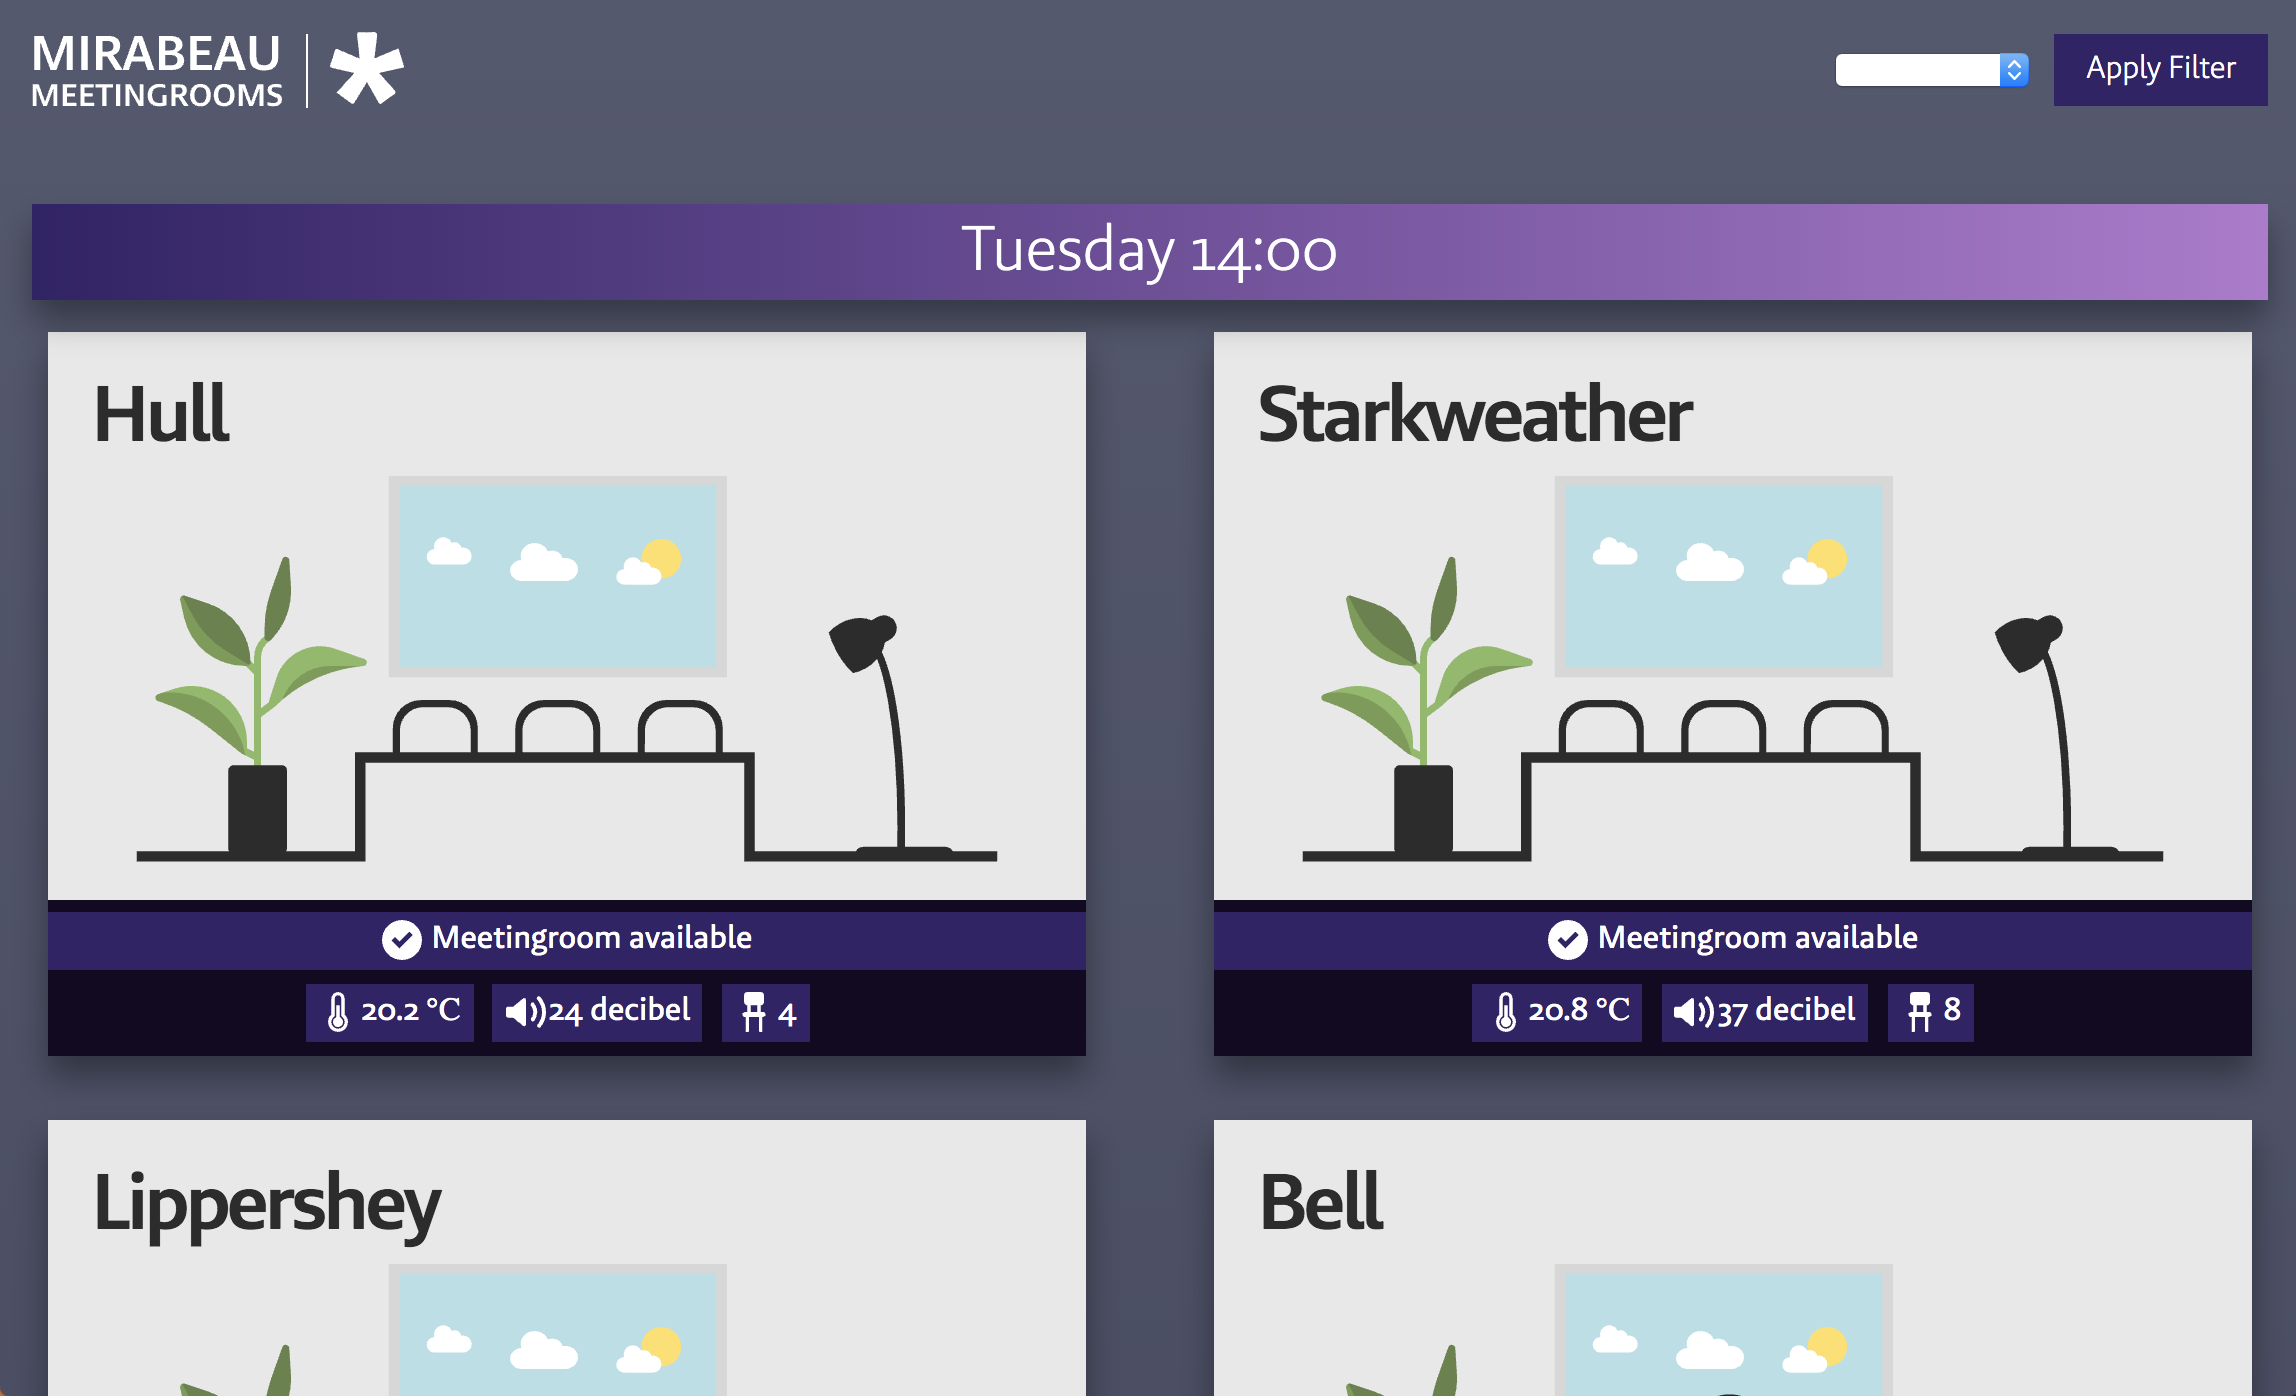 MIRABEAU
MEETINGROOMS
Apply Filter
Tuesday 14:00
Hull
Starkweather
Meetingroom available
Meetingroom available
20.2 °C 24 decibel 4
20.8 °C 37 decibel 8
Lippershey
Bell